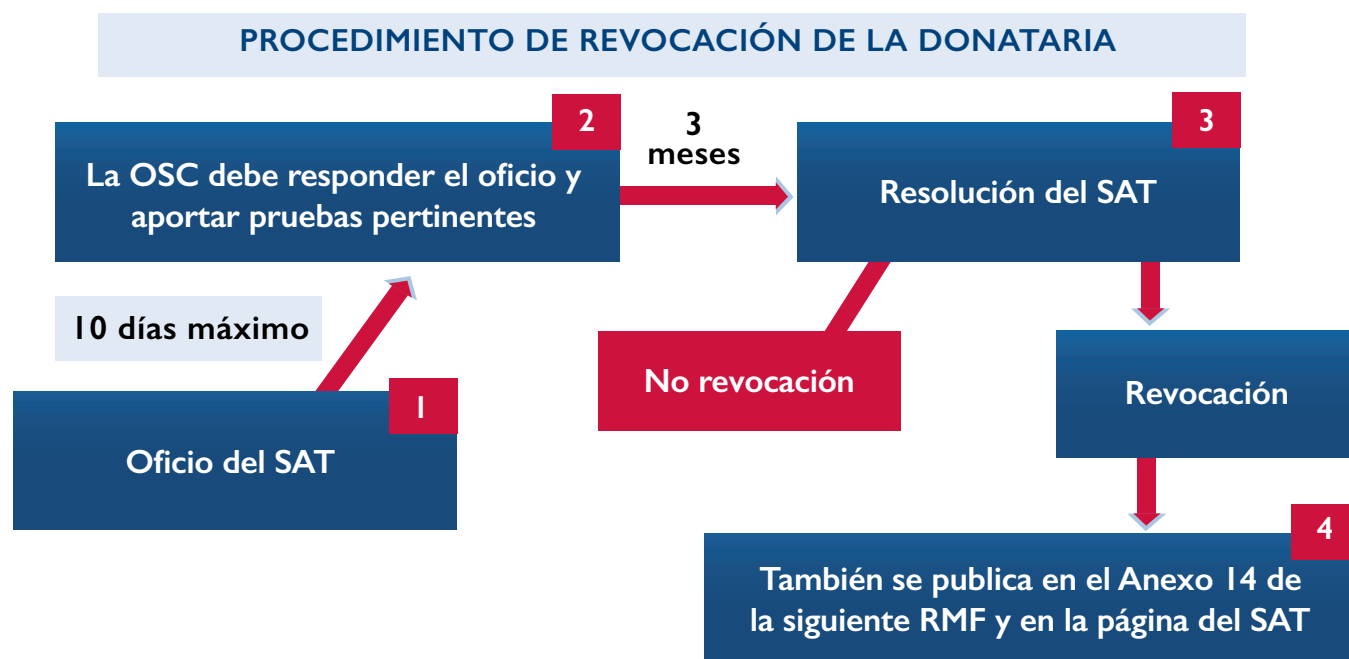 PROCEDIMIENTO DE REVOCACIÓN DE LA DONATARIA
2
La OSC debe responder el oficio y
aportar pruebas pertinentes
3
meses
3
Resolución del SAT
10 días máximo
1
Oficio del SAT
No revocación
Revocación
4
También se publica en el Anexo 14 de
la siguiente RMF y en la página del SAT